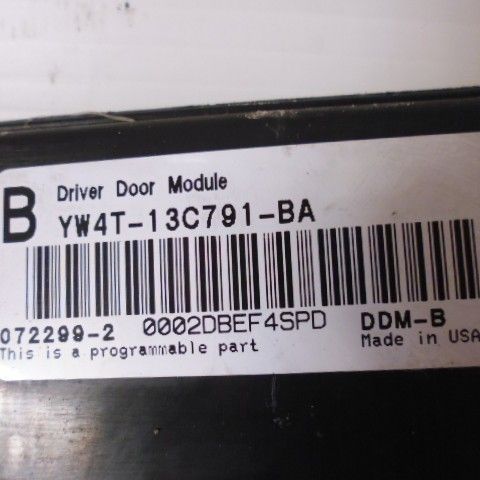 B
Driver Door Module
YW4T-13C791-BA
072299-2 0002DBEF4SPD DDM-B
This is a programmable part Made in USA